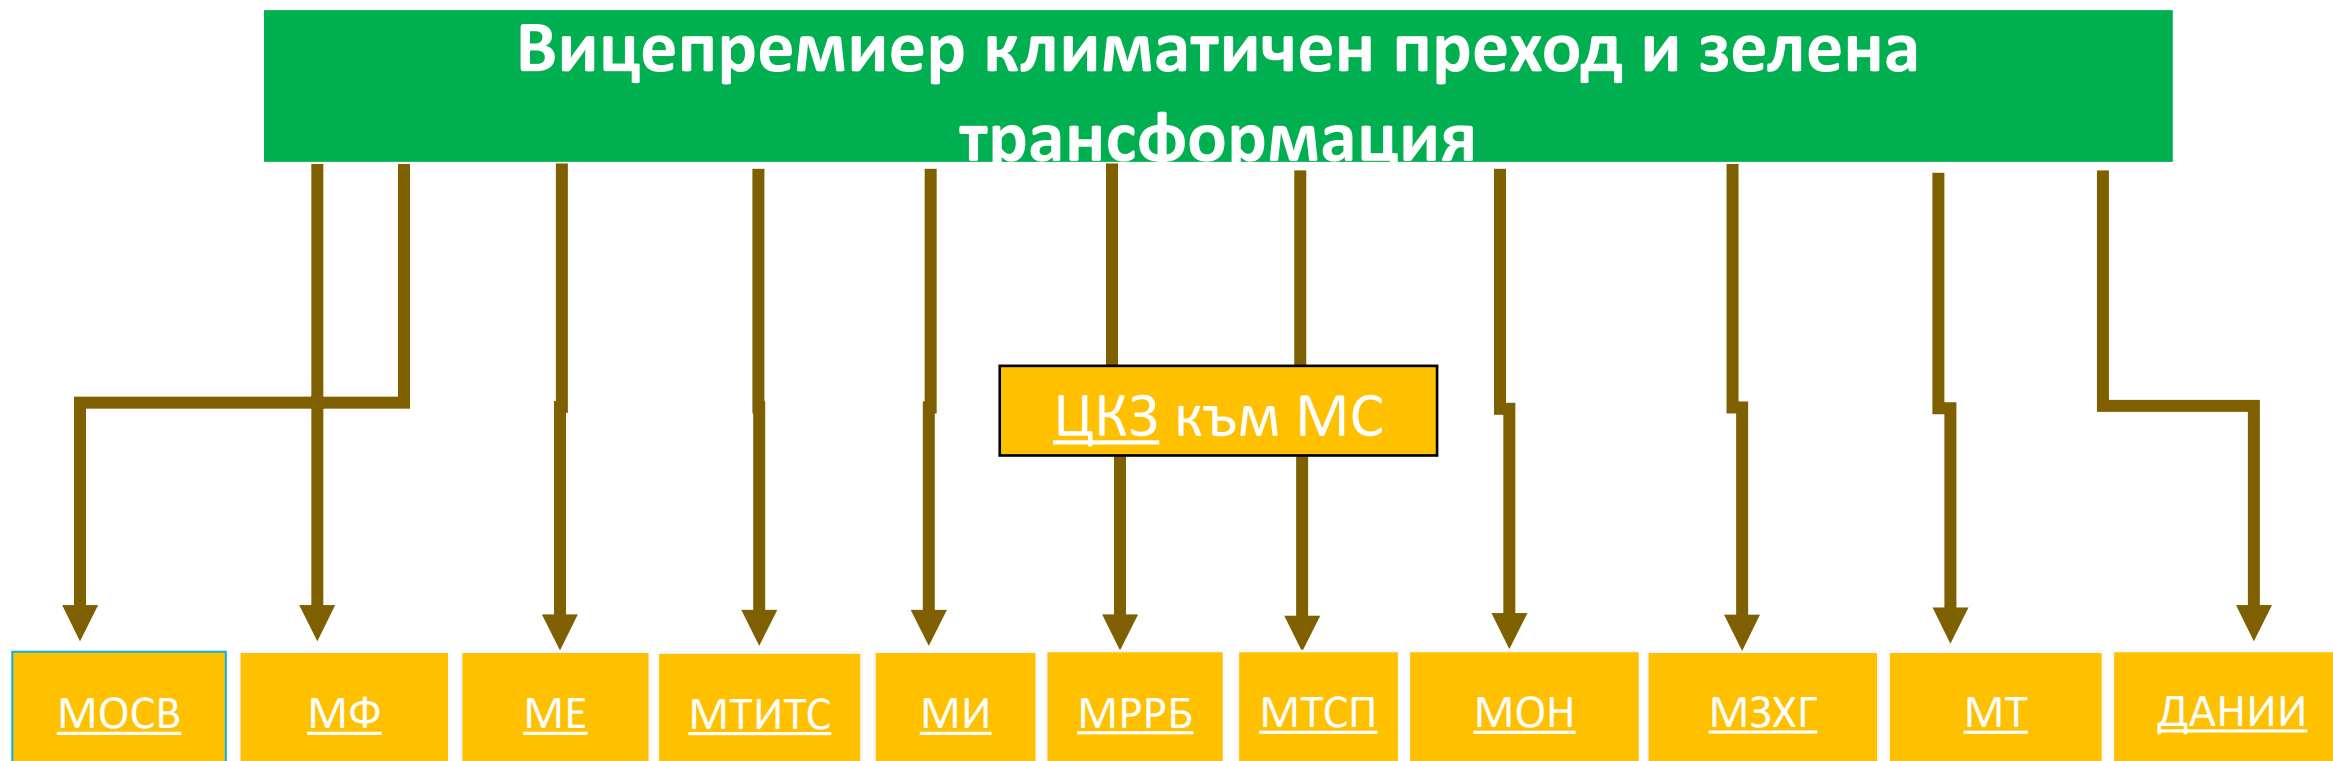 Вицепремиер климатичен преход и зелена
трансформация
ЦКЗ към МС
МОСВ
МФ
МЕ
МТИТС
МИ
МРРБ
МТСП
МОН
МЗХГ
МТ
ДАНИИ